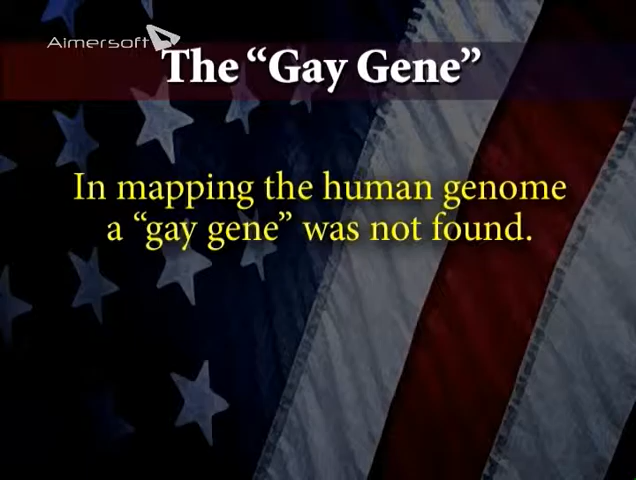 Aimersoft
The “Gay Gene”
In mapping the human genome
a “gay gene” was not found.